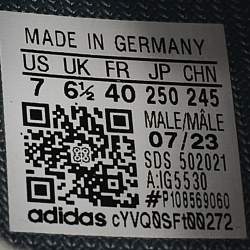 MADE IN GERMANY
US UK FR JP CHN
7 6½ 40 250 245
MALE/MÂLE
07/23
SDS 502021
A:IG5530
#P108569060
adidas cYVQ0SFt00272